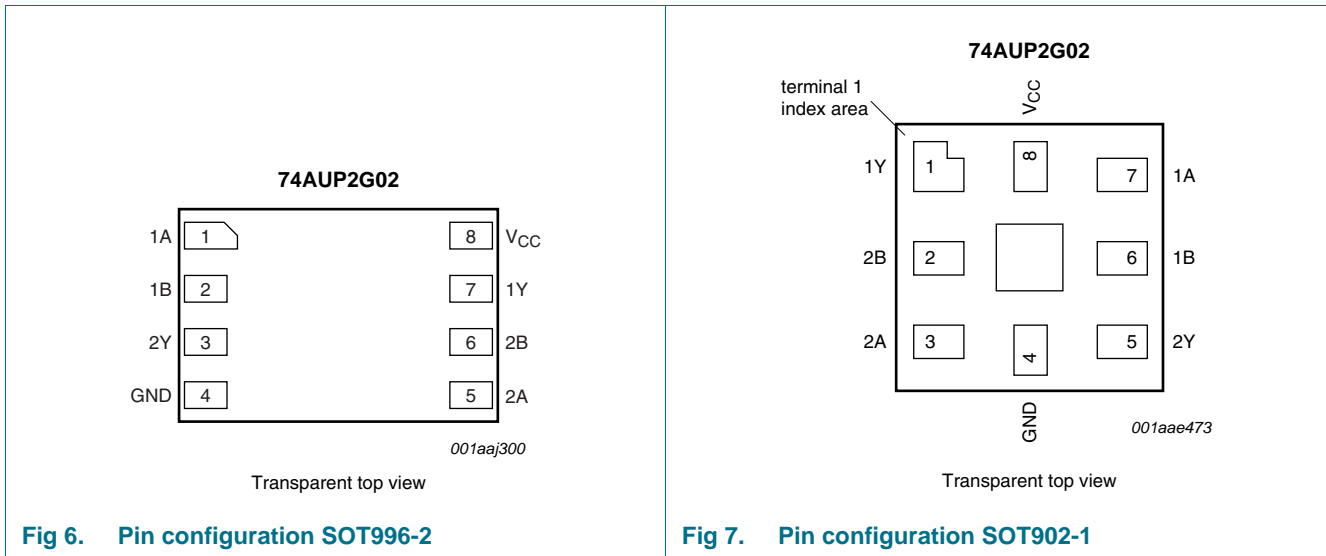 74AUP2G02
1A 1 8 VCC
1B 2 7 1Y
2Y 3 6 2B
GND 4 5 2A
001aaj300
Transparent top view
Fig 6. Pin configuration SOT996-2
74AUP2G02
terminal 1
index area
VCC
1Y 1 8 7 1A
2B 2 6 1B
2A 3 4 5 2Y
GND
001aae473
Transparent top view
Fig 7. Pin configuration SOT902-1